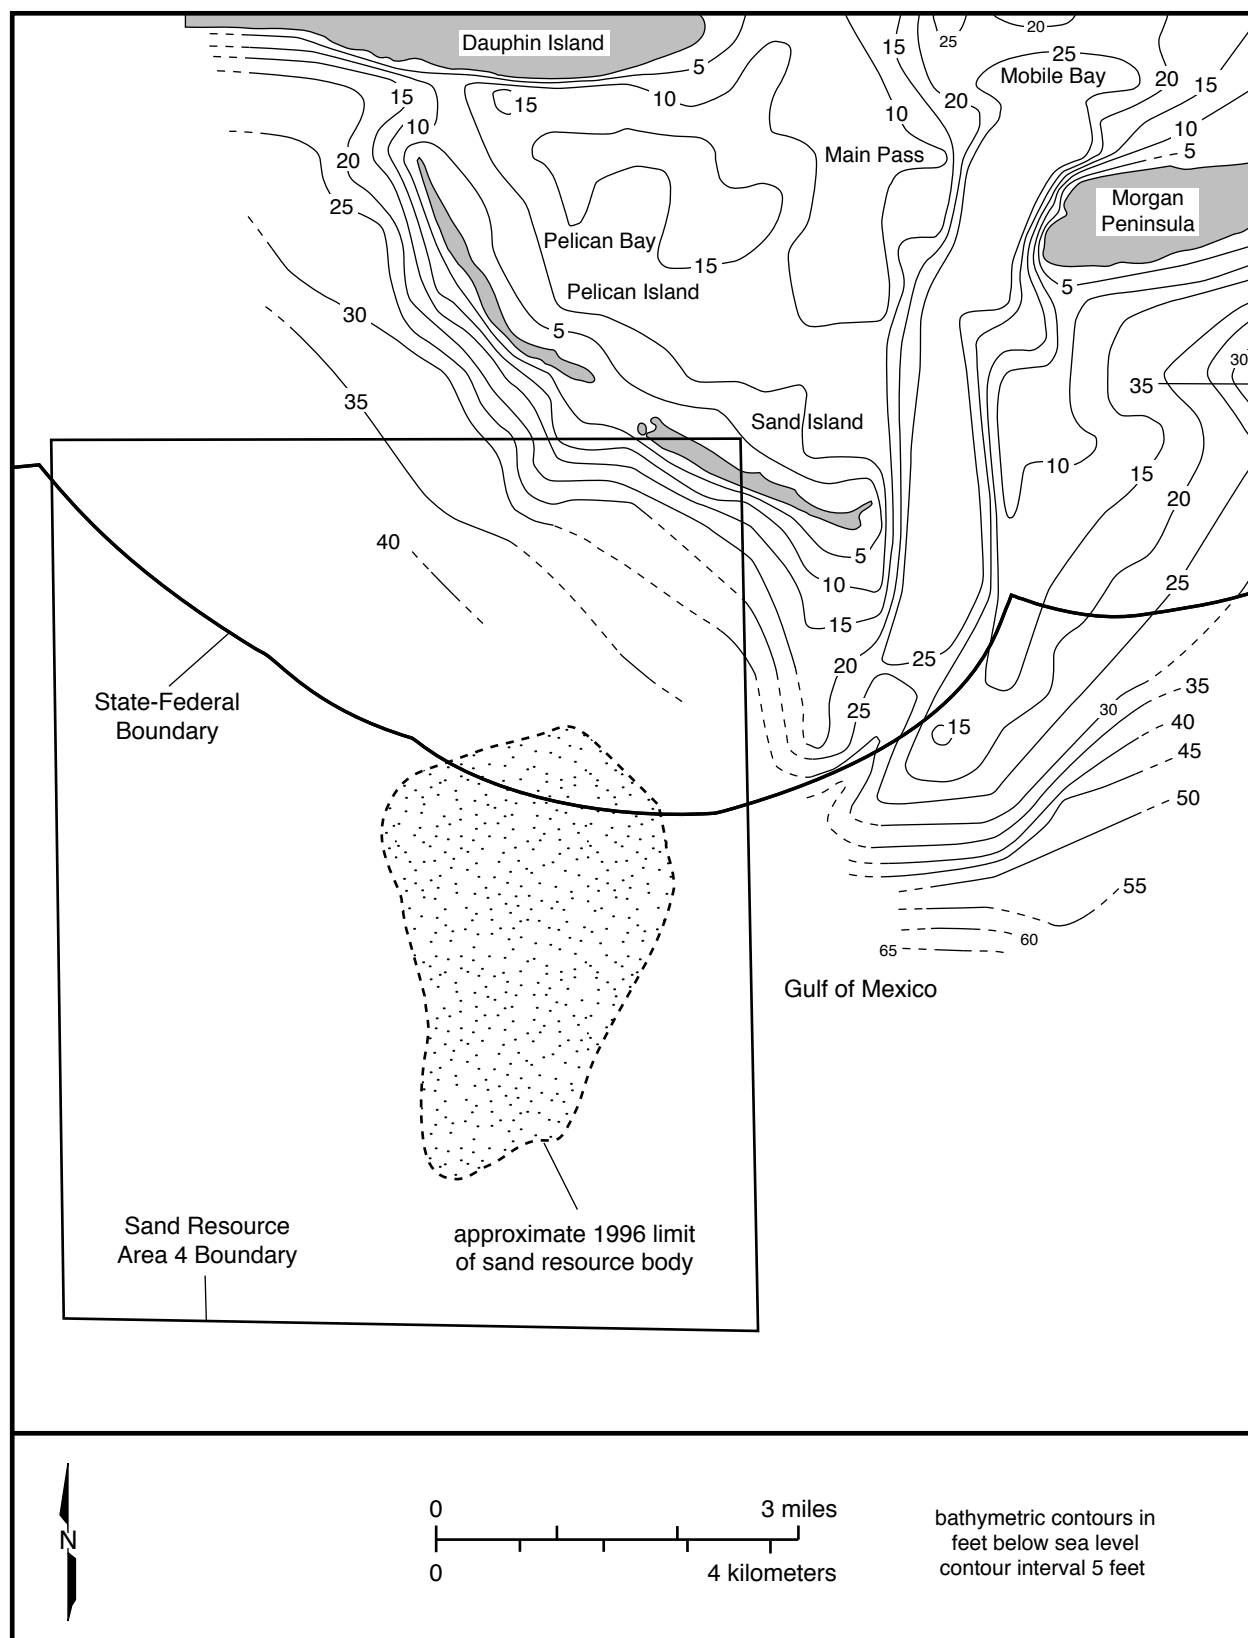 20
15
25
Dauphin Island
25
5
Mobile Bay
20
15
15
10
20
15
10
10
10
5
Main Pass
20
25
Morgan
Peninsula
Pelican Bay
15
5
Pelican Island
30
5
30
35
35
Sand Island
10
15
20
40
5
10
25
15
20
25
35
State-Federal
Boundary
25
30
15
40
45
50
55
60
65
Gulf of Mexico
Sand Resource
Area 4 Boundary
approximate 1996 limit
of sand resource body
N
0
3 miles
0
4 kilometers
bathymetric contours in
feet below sea level
contour interval 5 feet